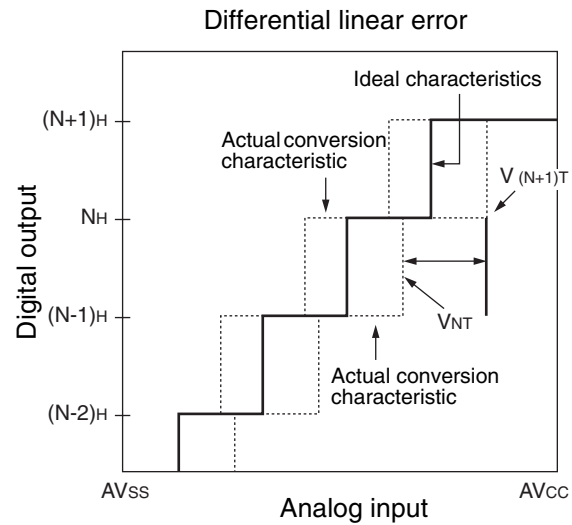 Differential linear error
Ideal characteristics
(N+1)H
Actual conversion
characteristic
V (N+1)T
NH
Digital output
(N-1)H
VNT
Actual conversion
characteristic
(N-2)H
AVSS
AVCC
Analog input